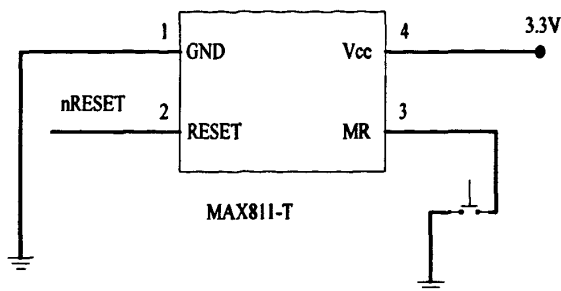 3.3V
1
4
GND
Vcc
nRESET
2
3
RESET
MR
MAX811-T